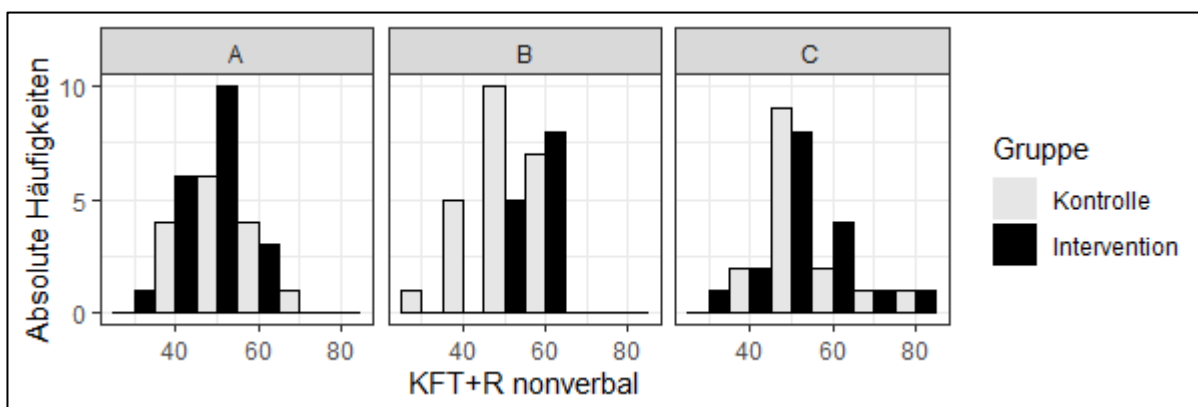 A B C
10
5
0
Absolute Häufigkeiten
40 60 80 40 60 80 40 60 80
KFT+R nonverbal
Gruppe
Kontrolle
Intervention